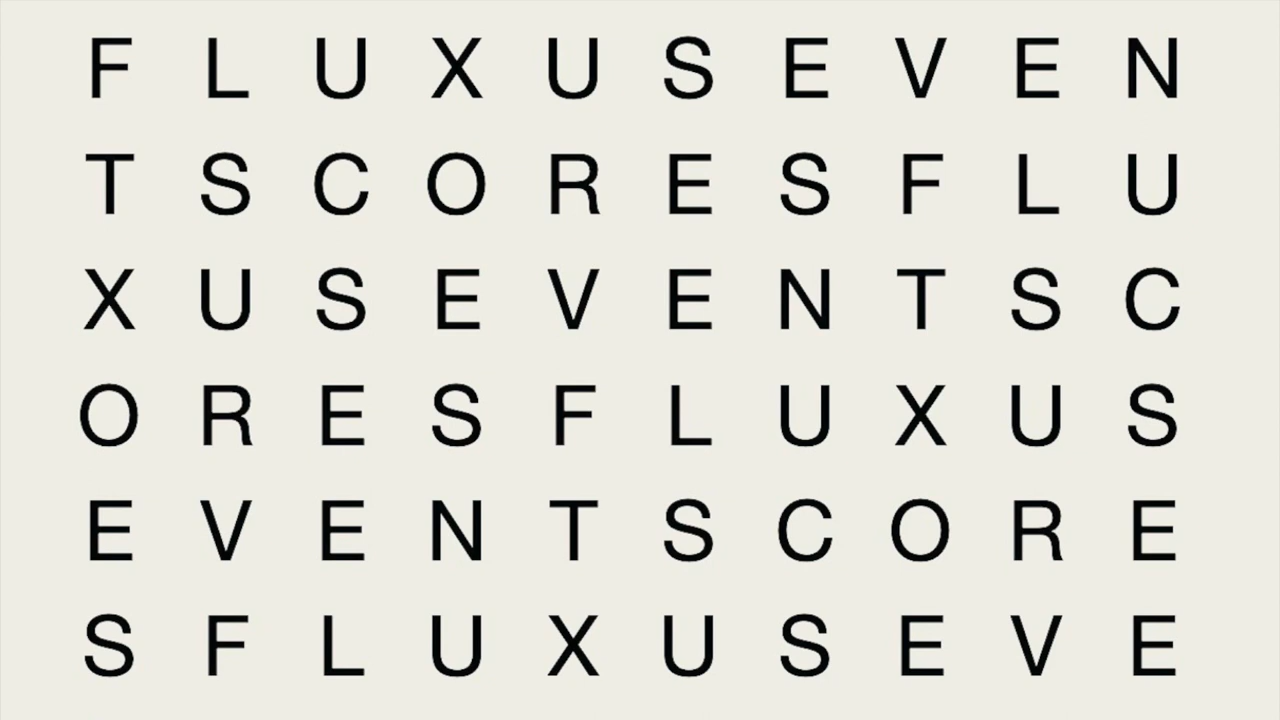 F L U X U S E V E N
T S C O R E S F L U
X U S E V E N T S C
O R E S F L U X U S
E V E N T S C O R E
S F L U X U S E V E